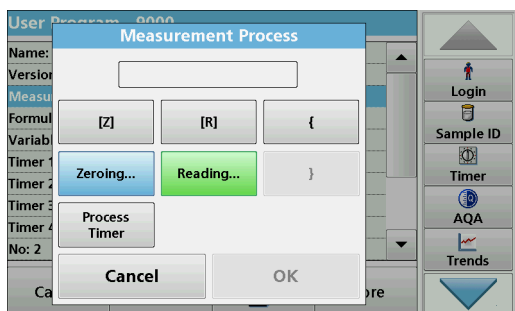 User Program 9000
Measurement Process
Name:
Version
Measu
Formul
Variabl
Timer 1
Timer 2
Timer 3
Timer 4
No: 2
[Z]
[R]
{
Zeroing...
Reading...
}
Process
Timer
Cancel
OK
Ca
ore
Login
Sample ID
Timer
AQA
Trends